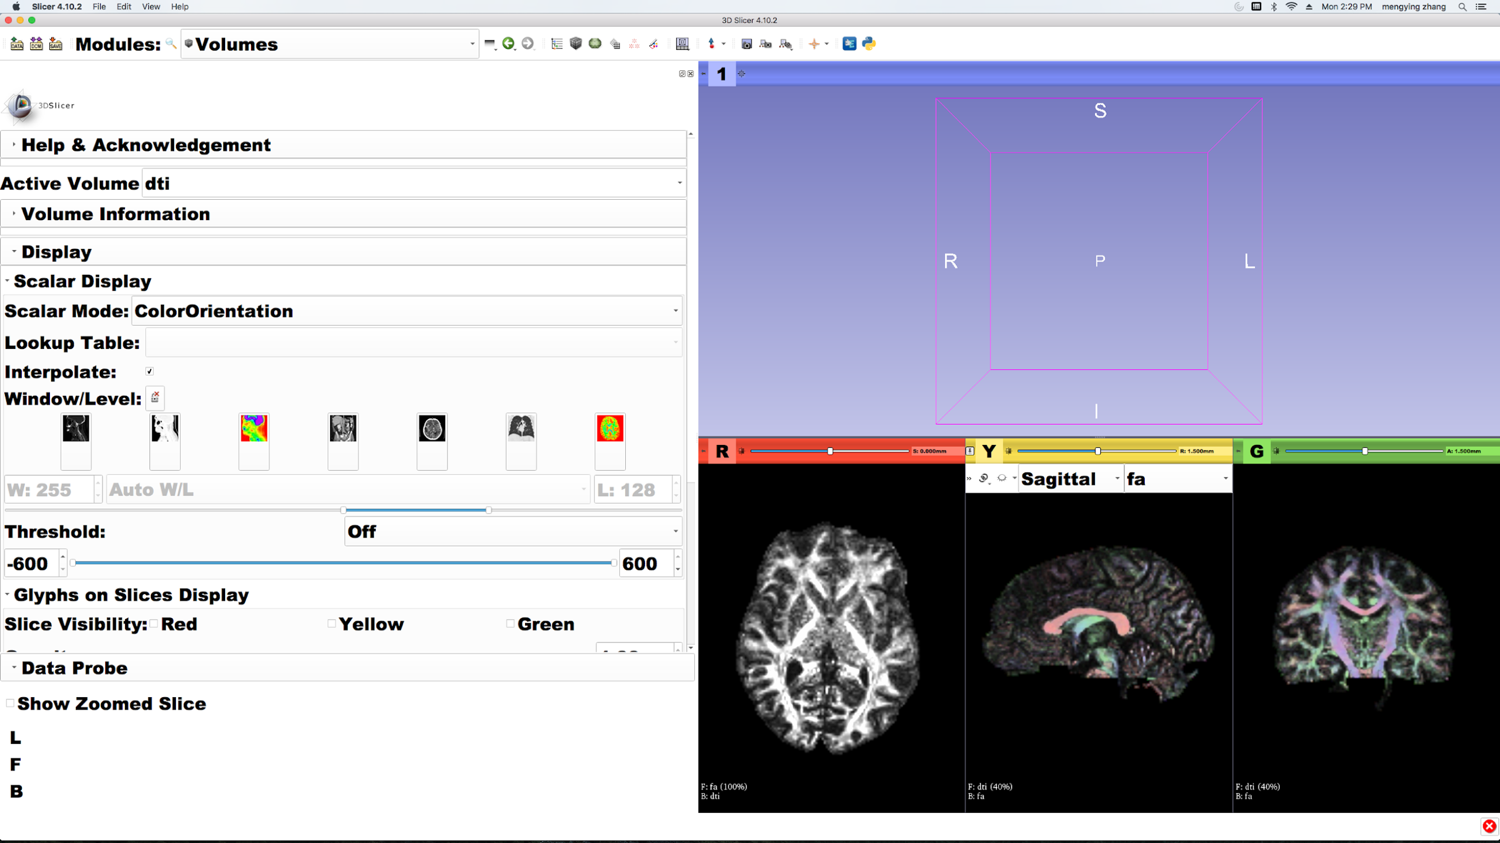 Slicer 4.10.2 File Edit View Help Mon 2:29 PM mengying zhang
3D Slicer 4.10.2
DATA DCM SAVE Modules: Volumes
1
3DSlicer
Help & Acknowledgement
Active Volume dti
Volume Information
Display
Scalar Display
Scalar Mode: ColorOrientation
Lookup Table:
Interpolate:
Window/Level:
W: 255 Auto W/L L: 128
Threshold: Off
-600 600
Glyphs on Slices Display
Slice Visibility: Red Yellow Green
Data Probe
Show Zoomed Slice
L
F
B
S
R P L
I
R S: 0.000mm
Y R: 1.500mm
G A: 1.500mm
» Sagittal fa
F: fa (100%)
B: dti
F: dti (40%)
B: fa
F: dti (40%)
B: fa